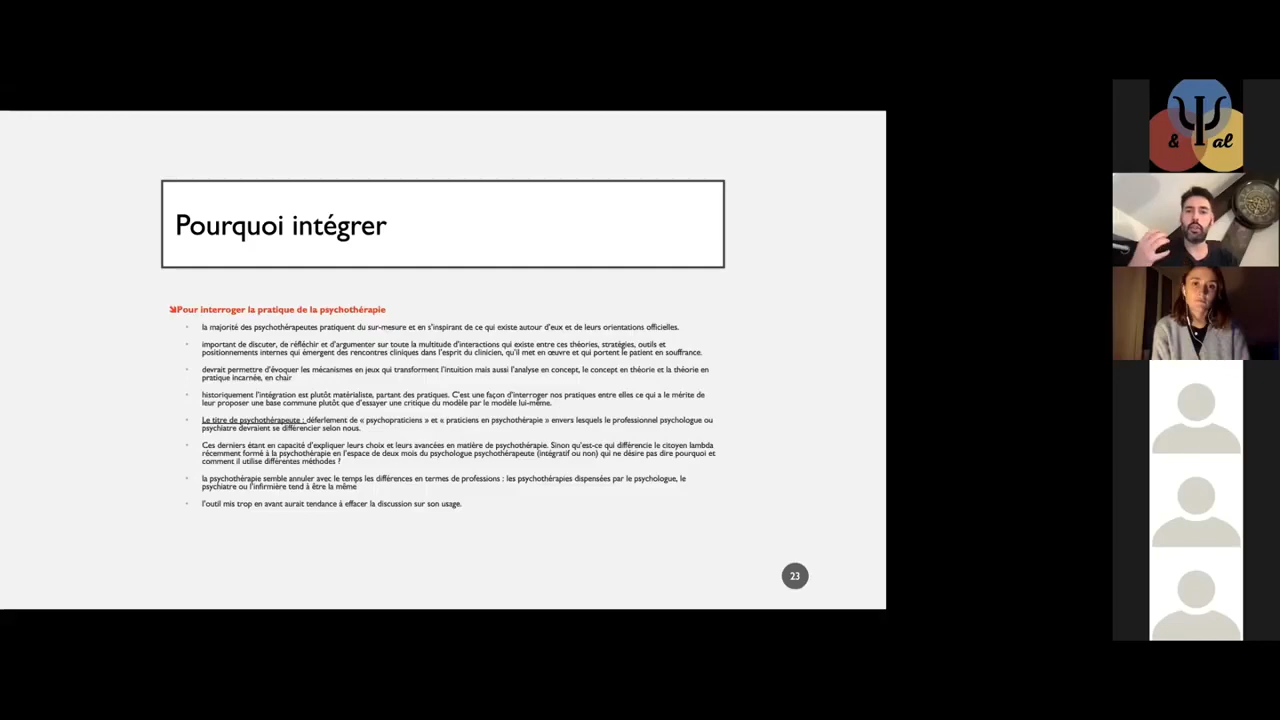 Pourquoi intégrer
Pour interroger la pratique de la psychothérapie
la majorité des psychothérapeutes pratiquent du sur-mesure et en s'inspirant de ce qui existe autour d'eux et de leurs orientations officielles.
important de discuter, de réfléchir et d'argumenter sur toute la multitude d'interactions qui existe entre ces théories, stratégies, outils et
positionnements internes qui émergent des rencontres cliniques dans l'esprit du clinicien, qu'il met en œuvre et qui portent le patient en souffrance.
devrait permettre d'évoquer les mécanismes en jeux qui transforment l'intuition mais aussi l'analyse en concept, le concept en théorie et la théorie en
pratique incarnée, en chair
historiquement l'intégration est plutôt matérialiste, partant des pratiques. C'est une façon d'interroger nos pratiques entre elles ce qui a le mérite de
leur proposer une base commune plutôt que d'essayer une critique du modèle par le modèle lui-même.
Le titre de psychothérapeute : déferlement de « psychopraticiens » et « praticiens en psychothérapie » envers lesquels le professionnel psychologue ou
psychiatre devraient se différencier selon nous.
Ces derniers étant en capacité d'expliquer leurs choix et leurs avancées en matière de psychothérapie. Sinon qu'est-ce qui différencie le citoyen lambda
récemment formé à la psychothérapie en l'espace de deux mois du psychologue psychothérapeute (intégratif ou non) qui ne désire pas dire pourquoi et
comment il utilise différentes méthodes ?
la psychothérapie semble annuler avec le temps les différences en termes de professions : les psychothérapies dispensées par le psychologue, le
psychiatre ou l'infirmière tend à être la même
l'outil mis trop en avant aurait tendance à effacer la discussion sur son usage.
23
Ψ
& al